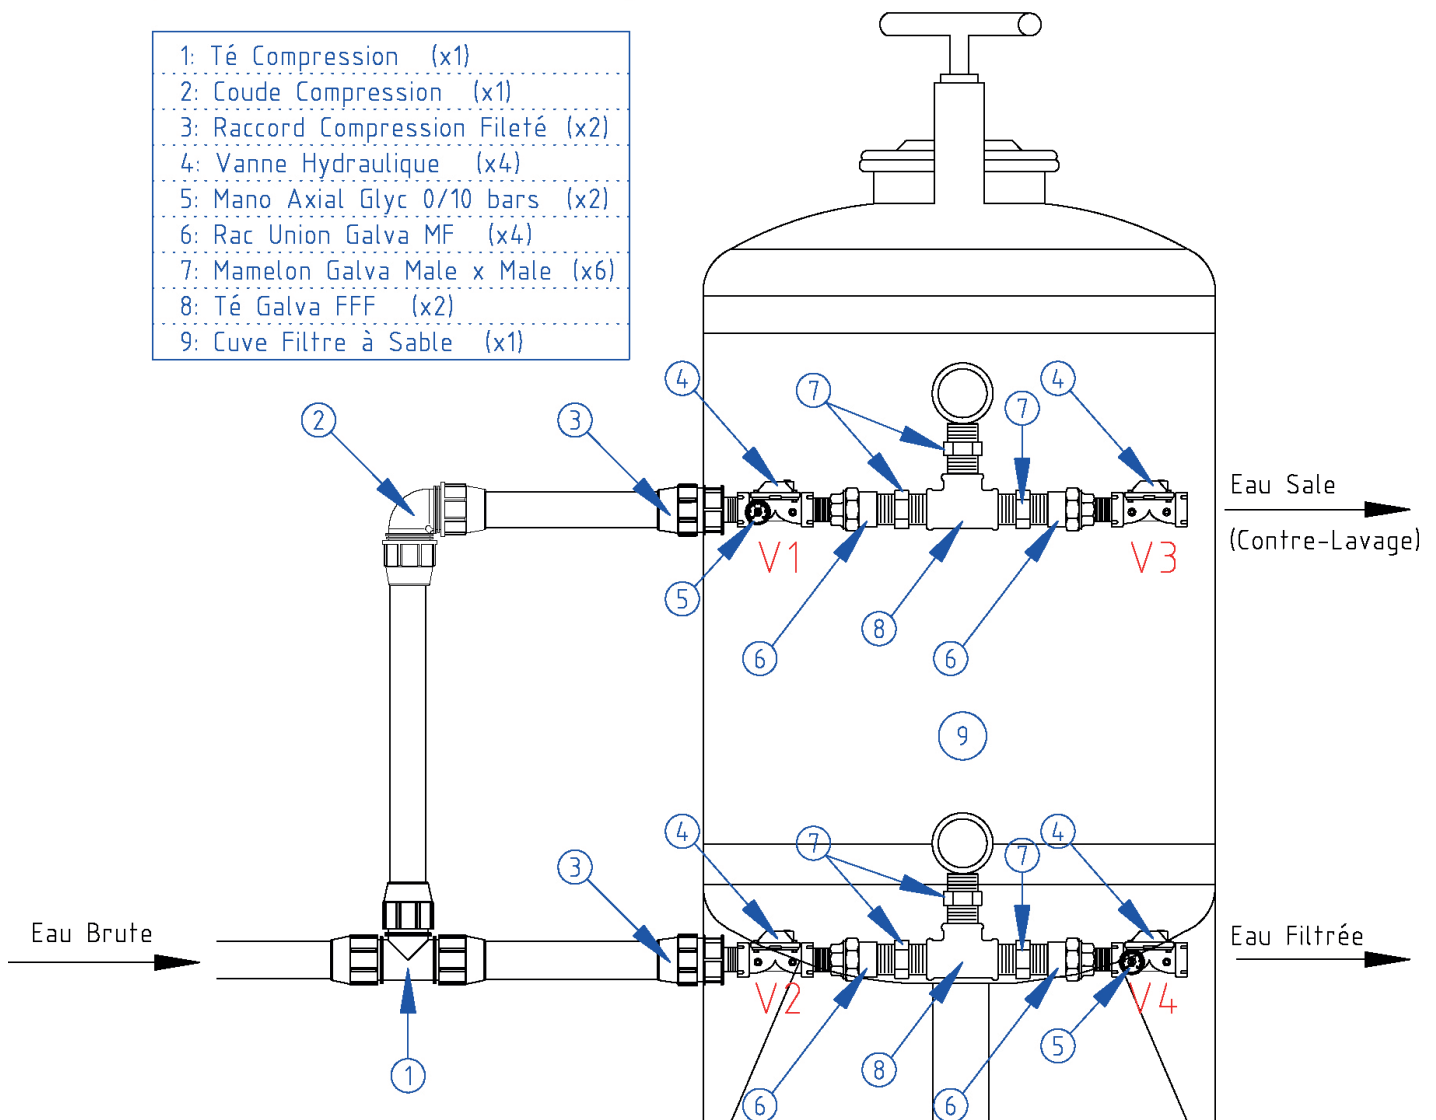 1: Té Compression (x1)
2: Coude Compression (x1)
3: Raccord Compression Fileté (x2)
4: Vanne Hydraulique (x4)
5: Mano Axial Glyc 0/10 bars (x2)
6: Rac Union Galva MF (x4)
7: Mamelon Galva Male x Male (x6)
8: Té Galva FFF (x2)
9: Cuve Filtre à Sable (x1)
4
7
4
7
2
3
Eau Sale
(Contre-Lavage)
V1
V3
5
8
6
6
9
4
7
4
7
3
Eau Brute
Eau Filtrée
V2
V4
5
8
1
6
6